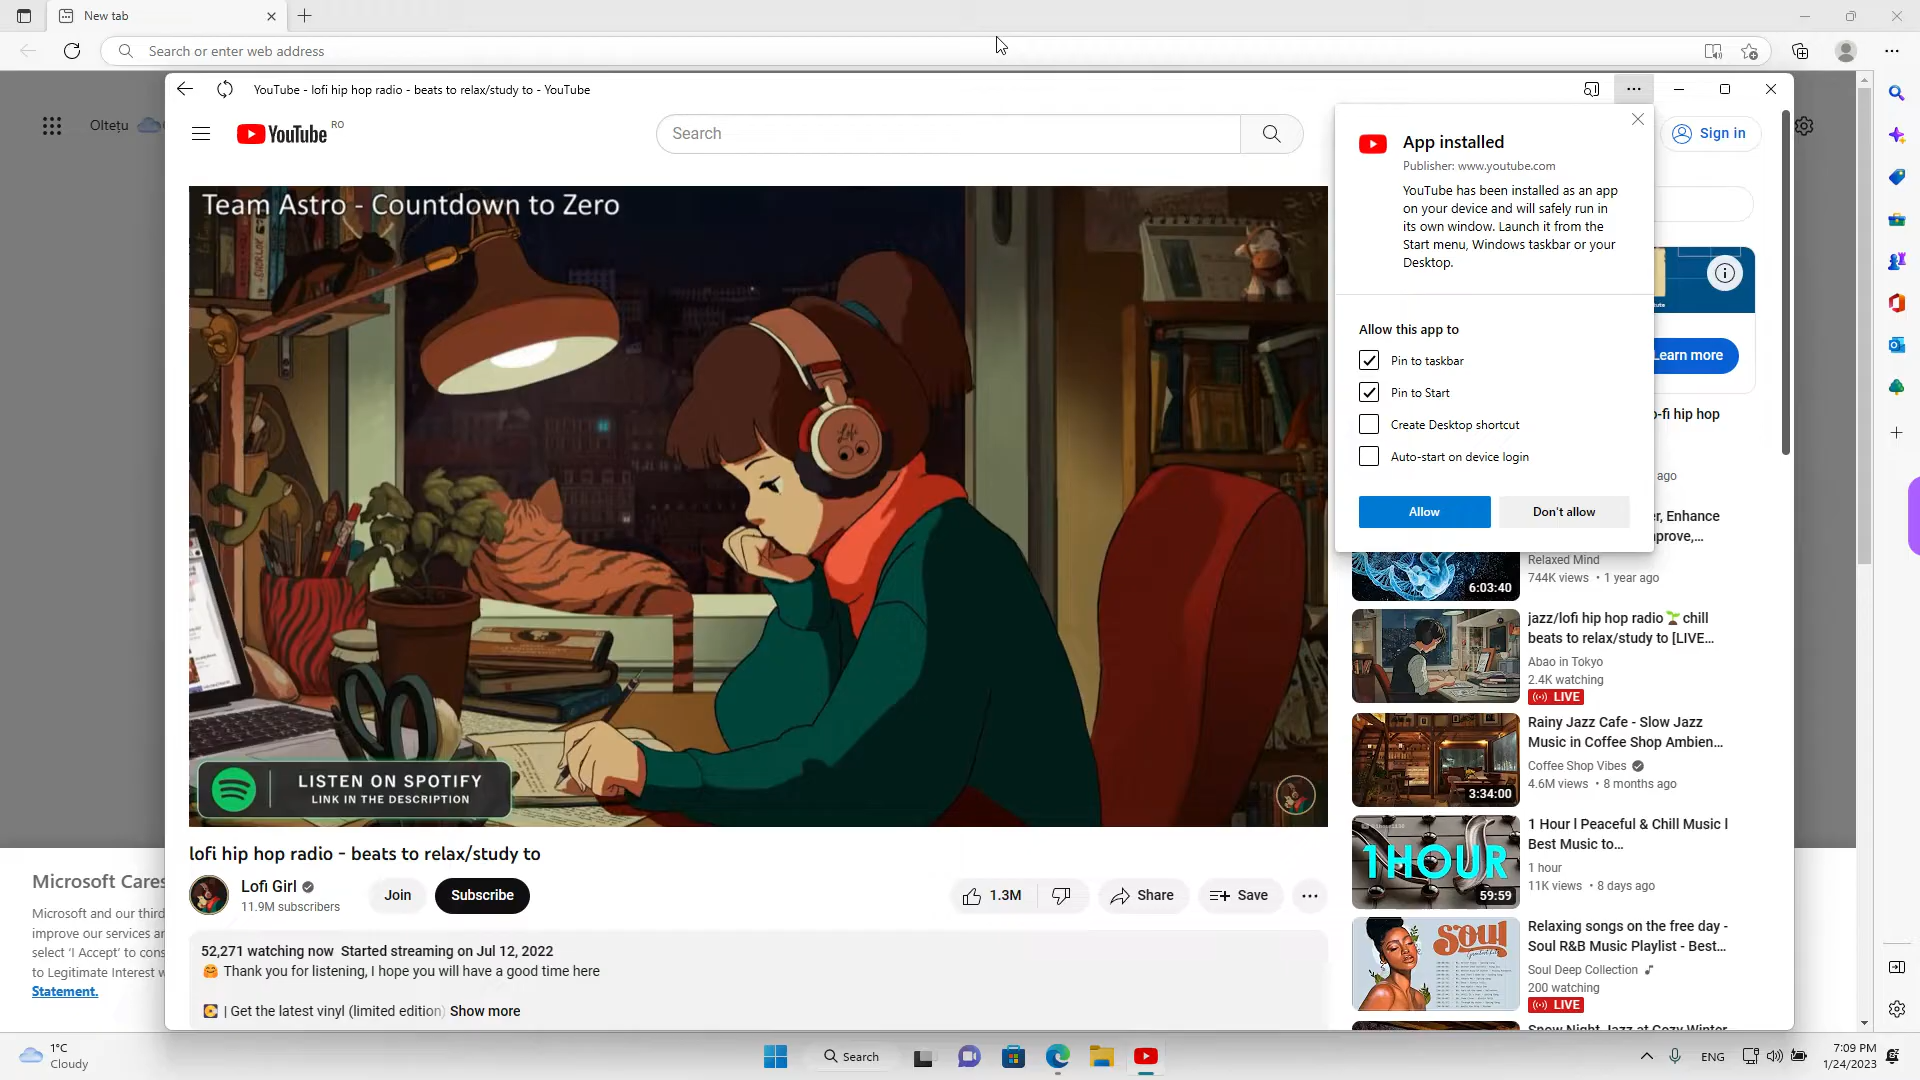 New tab
Search or enter web address
YouTube - lofi hip hop radio - beats to relax/study to - YouTube
Oltețu
YouTube RO
Search
Sign in
App installed
Publisher: www.youtube.com
YouTube has been installed as an app
on your device and will safely run in
its own window. Launch it from the
Start menu, Windows taskbar or your
Desktop.
Allow this app to
Pin to taskbar
Pin to Start
Create Desktop shortcut
Auto-start on device login
Allow
Don't allow
Team Astro - Countdown to Zero
Lofi
LISTEN ON SPOTIFY
LINK IN THE DESCRIPTION
Learn more
o-fi hip hop
ago
er, Enhance
nprove,...
Relaxed Mind
744K views • 1 year ago
6:03:40
jazz/lofi hip hop radio🌱chill
beats to relax/study to [LIVE...
Abao in Tokyo
2.4K watching
LIVE
Rainy Jazz Cafe - Slow Jazz
Music in Coffee Shop Ambien...
Coffee Shop Vibes
4.6M views • 8 months ago
3:34:00
1 Hour l Peaceful & Chill Music l
Best Music to...
1 hour
11K views • 8 days ago
1HOUR
59:59
Relaxing songs on the free day -
Soul R&B Music Playlist - Best...
Soul Deep Collection
200 watching
LIVE
SOUL
Snow Night Jazz at Cozy Winter
lofi hip hop radio - beats to relax/study to
Lofi Girl
11.9M subscribers
Join
Subscribe
1.3M
Share
Save
52,271 watching now Started streaming on Jul 12, 2022
🤗 Thank you for listening, I hope you will have a good time here
| Get the latest vinyl (limited edition) Show more
Microsoft Cares
Microsoft and our third
improve our services an
select 'I Accept' to cons
to Legitimate Interest w
Statement.
1°C
Cloudy
Search
ENG
7:09 PM
1/24/2023